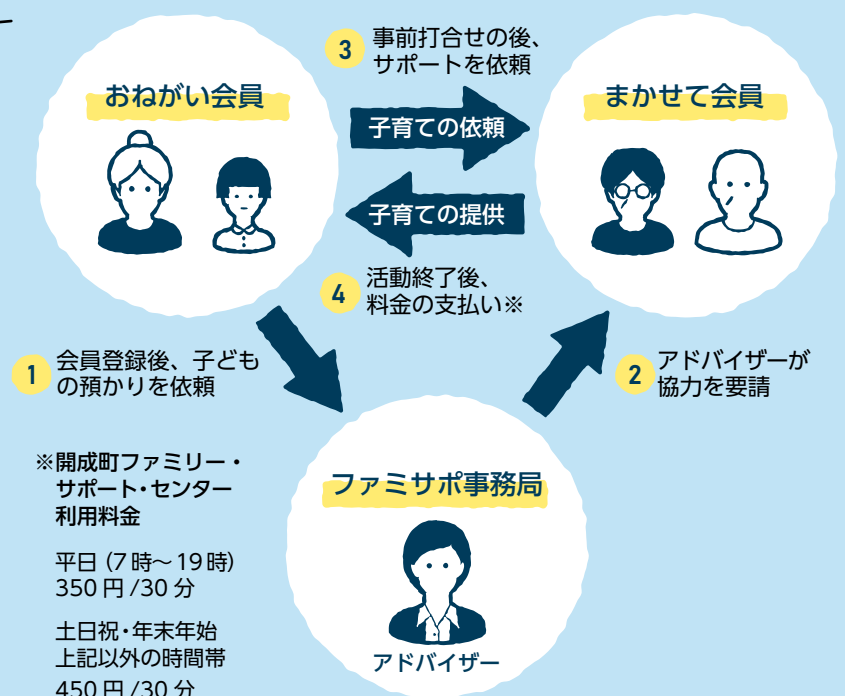 おねがい会員
3
事前打合せの後、
サポートを依頼
まかせて会員
子育ての依頼
子育ての提供
4
活動終了後、
料金の支払い※
1
会員登録後、子ども
の預かりを依頼
2
アドバイザーが
協力を要請
※開成町ファミリー・
サポート・センター
利用料金
平日（7時～19時）
350円/30分
土日祝・年末年始
上記以外の時間帯
450円/30分
ファミサポ事務局
アドバイザー